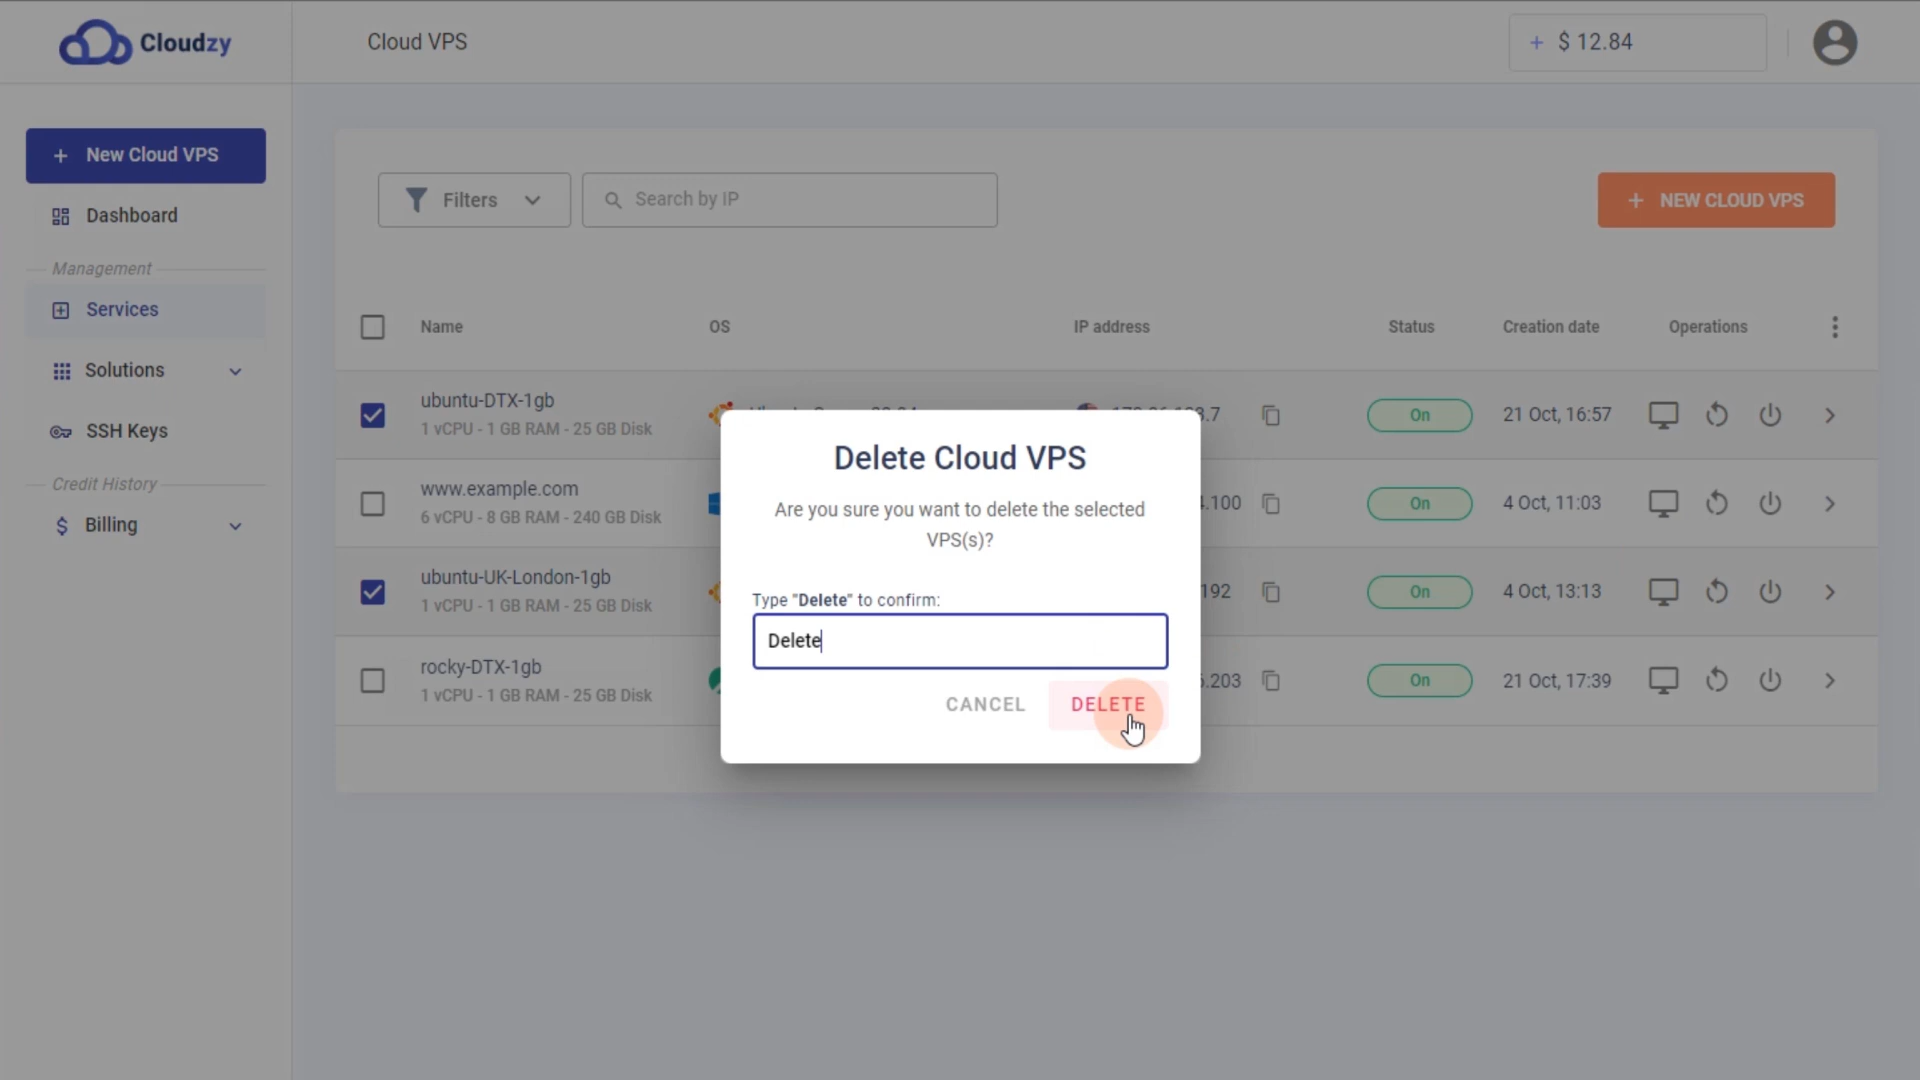 Cloudzy
Cloud VPS
+ $ 12.84
+ New Cloud VPS
Dashboard
Management
Services
Solutions
SSH Keys
Credit History
$ Billing
Filters
Search by IP
+ NEW CLOUD VPS
Name OS IP address Status Creation date Operations
ubuntu-DTX-1gb
1 vCPU - 1 GB RAM - 25 GB Disk
.7 On 21 Oct, 16:57
www.example.com
6 vCPU - 8 GB RAM - 240 GB Disk
.100 On 4 Oct, 11:03
ubuntu-UK-London-1gb
1 vCPU - 1 GB RAM - 25 GB Disk
192 On 4 Oct, 13:13
rocky-DTX-1gb
1 vCPU - 1 GB RAM - 25 GB Disk
.203 On 21 Oct, 17:39
Delete Cloud VPS
Are you sure you want to delete the selected
VPS(s)?
Type "Delete" to confirm:
Delete
CANCEL DELETE